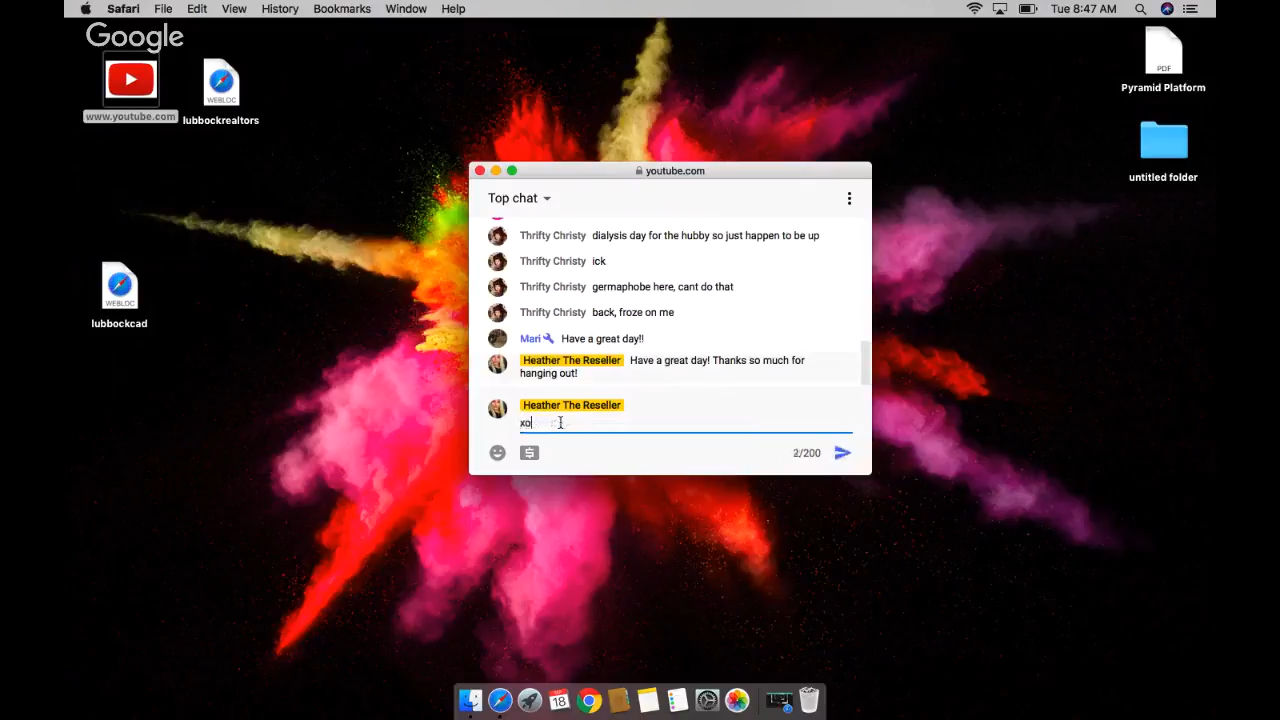 Safari File Edit View History Bookmarks Window Help Tue 8:47 AM
Google
www.youtube.com
WEBLOC
lubbockrealtors
PDF
Pyramid Platform
untitled folder
WEBLOC
lubbockcad
youtube.com
Top chat
Thrifty Christy dialysis day for the hubby so just happen to be up
Thrifty Christy ick
Thrifty Christy germaphobe here, cant do that
Thrifty Christy back, froze on me
Mari Have a great day!!
Heather The Reseller Have a great day! Thanks so much for
hanging out!
Heather The Reseller
xo
2/200
18